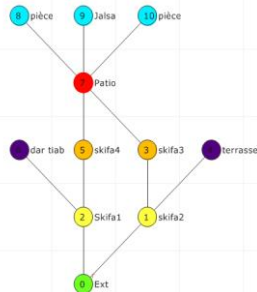 8 pièce
9 Jalsa
10 pièce
7 Patio
dar tiab
5 skifa4
3 skifa3
terrasse
2 Skifa1
1 skifa2
0 Ext